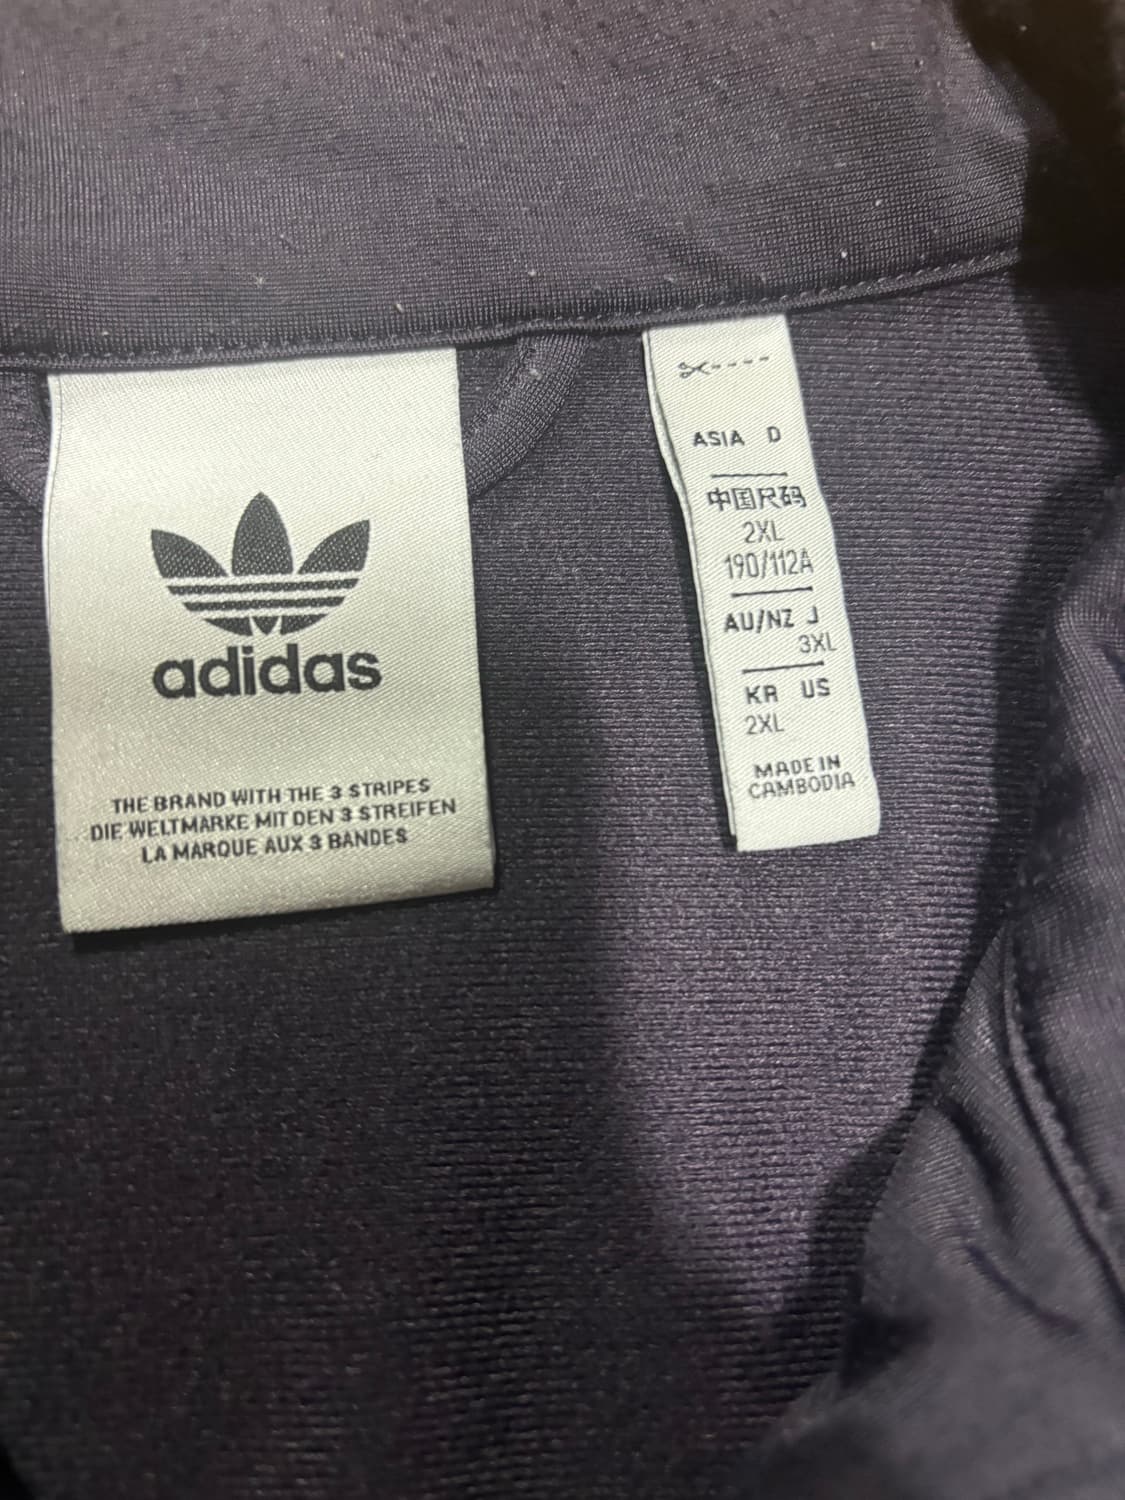 adidas
THE BRAND WITH THE 3 STRIPES
DIE WELTMARKE MIT DEN 3 STREIFEN
LA MARQUE AUX 3 BANDES
ASIA D
中国尺码
2XL
190/112A
AU/NZ J
3XL
KR US
2XL
MADE IN
CAMBODIA